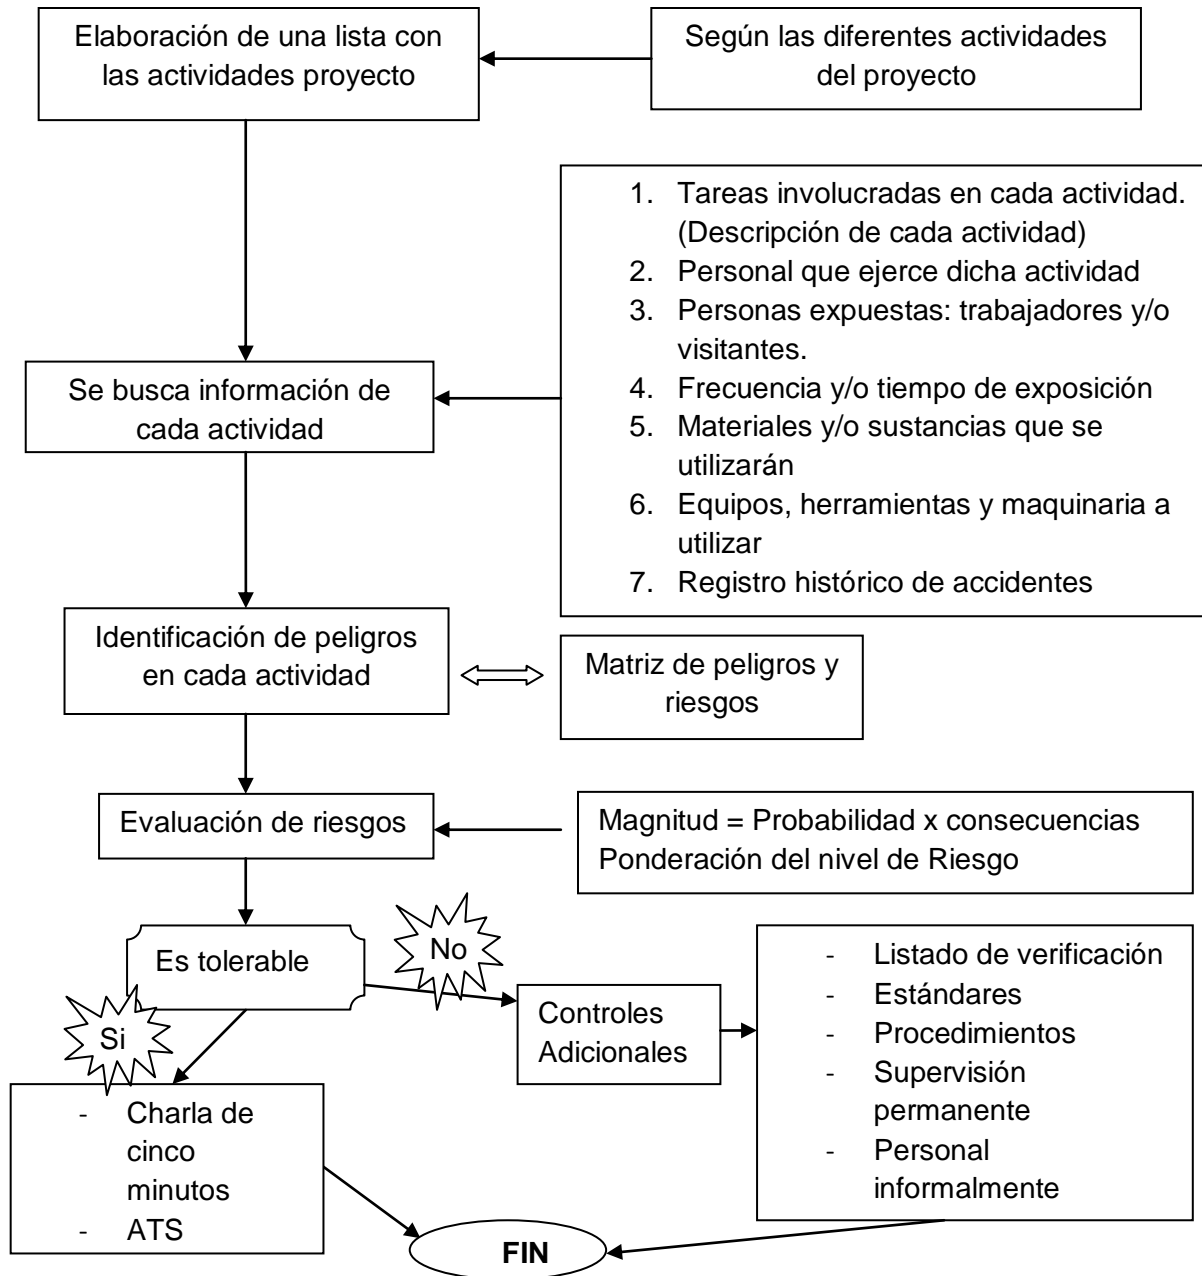 Elaboración de una lista con
las actividades proyecto
Según las diferentes actividades
del proyecto
1. Tareas involucradas en cada actividad.
(Descripción de cada actividad)
2. Personal que ejerce dicha actividad
3. Personas expuestas: trabajadores y/o
visitantes.
4. Frecuencia y/o tiempo de exposición
5. Materiales y/o sustancias que se
utilizarán
6. Equipos, herramientas y maquinaria a
utilizar
7. Registro histórico de accidentes
Se busca información de
cada actividad
Identificación de peligros
en cada actividad
Matriz de peligros y
riesgos
Evaluación de riesgos
Magnitud = Probabilidad x consecuencias
Ponderación del nivel de Riesgo
Es tolerable
No
Si
Controles
Adicionales
- Listado de verificación
- Estándares
- Procedimientos
- Supervisión
permanente
- Personal
informalmente
- Charla de
cinco
minutos
- ATS
FIN